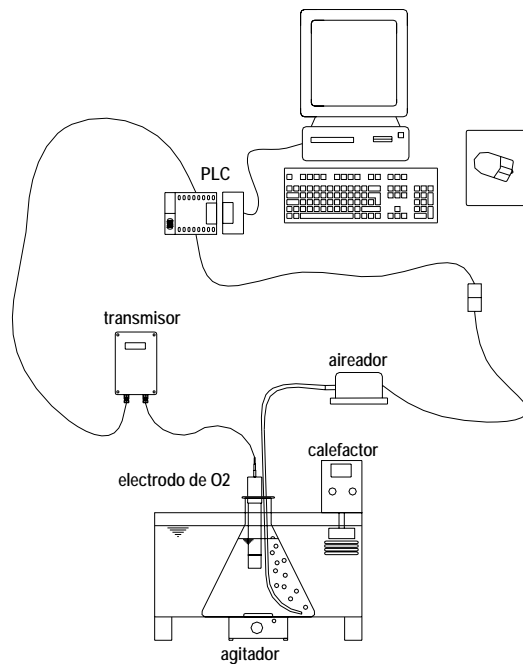 PLC
transmisor
aireador
calefactor
electrodo de O2
agitador